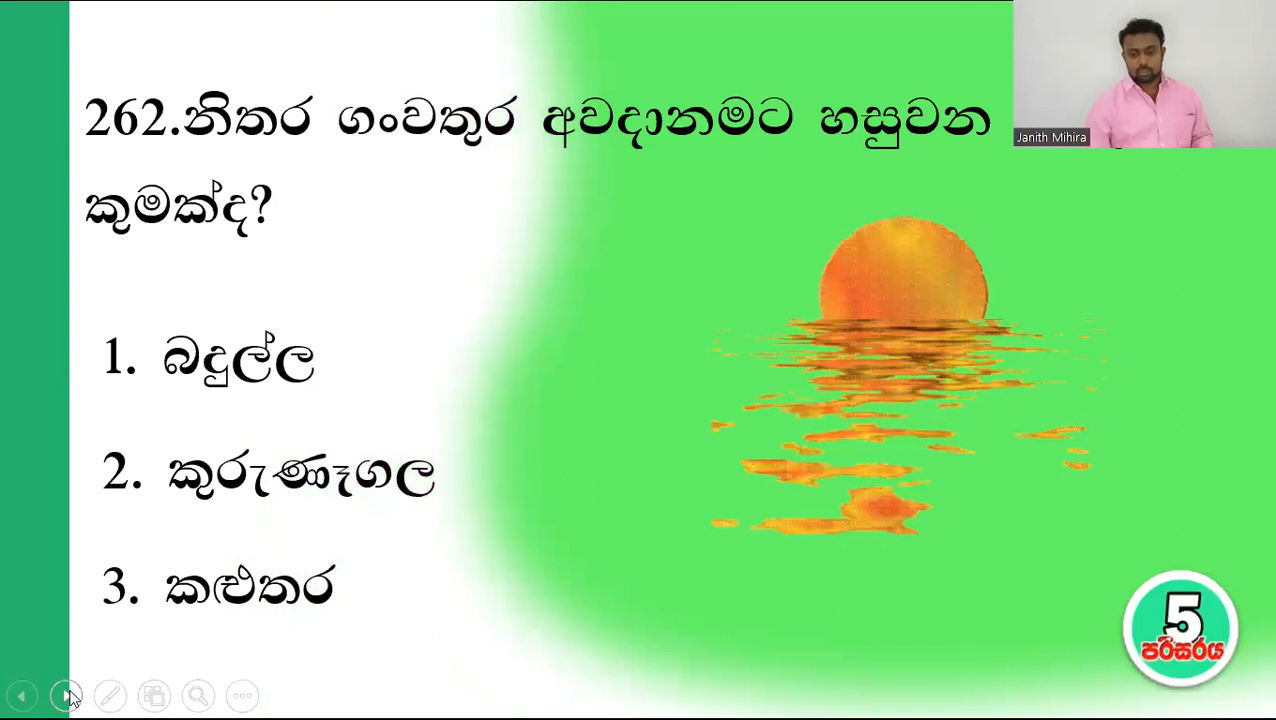 262.නිතර ගංවතුර අවදානමට හසුවන
කුමක්ද?
1. බදුල්ල
2. කුරුණෑගල
3. කළුතර
Janith Mihira
5
පරිසරය